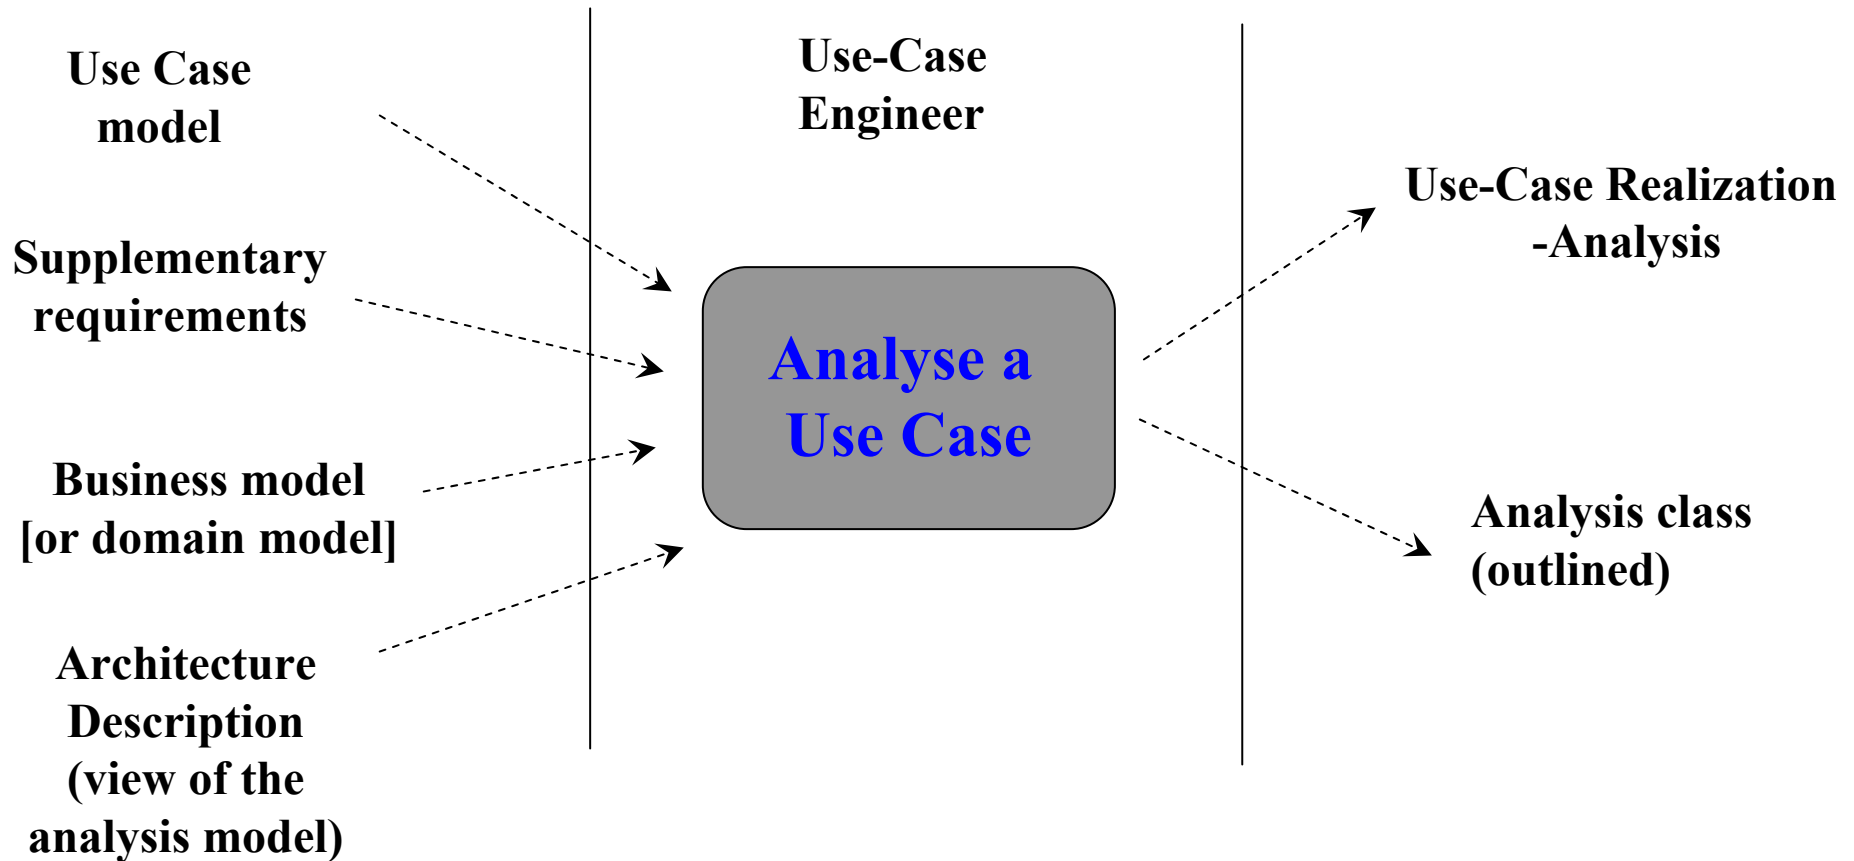 Use Case
model
Supplementary
requirements
Business model
[or domain model]
Architecture
Description
(view of the
analysis model)
Use-Case
Engineer
Analyse a
Use Case
Use-Case Realization
-Analysis
Analysis class
(outlined)